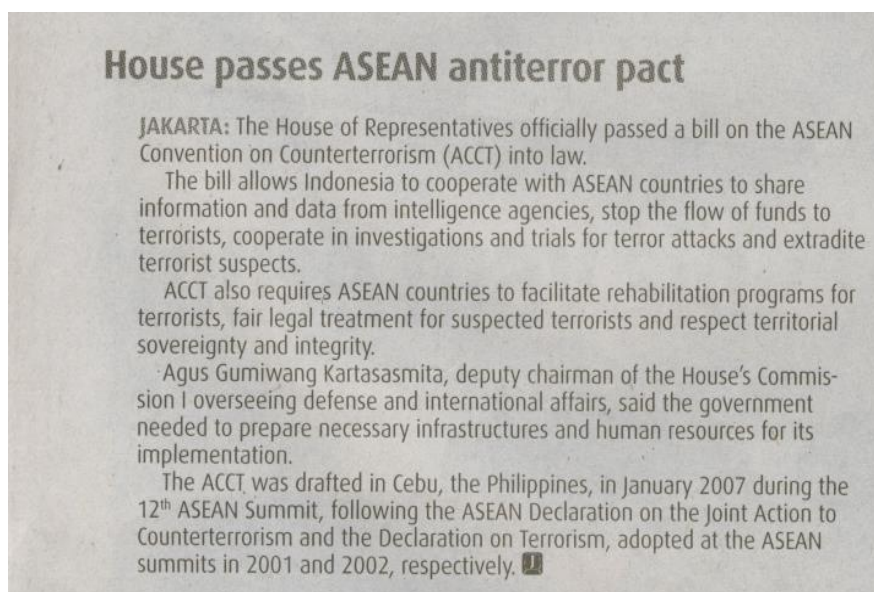 House passes ASEAN antiterror pact
JAKARTA: The House of Representatives officially passed a bill on the ASEAN
Convention on Counterterrorism (ACCT) into law.
The bill allows Indonesia to cooperate with ASEAN countries to share
information and data from intelligence agencies, stop the flow of funds to
terrorists, cooperate in investigations and trials for terror attacks and extradite
terrorist suspects.
ACCT also requires ASEAN countries to facilitate rehabilitation programs for
terrorists, fair legal treatment for suspected terrorists and respect territorial
sovereignty and integrity.
Agus Gumiwang Kartasasmita, deputy chairman of the House's Commis-
sion I overseeing defense and international affairs, said the government
needed to prepare necessary infrastructures and human resources for its
implementation.
The ACCT was drafted in Cebu, the Philippines, in January 2007 during the
12th ASEAN Summit, following the ASEAN Declaration on the Joint Action to
Counterterrorism and the Declaration on Terrorism, adopted at the ASEAN
summits in 2001 and 2002, respectively. J